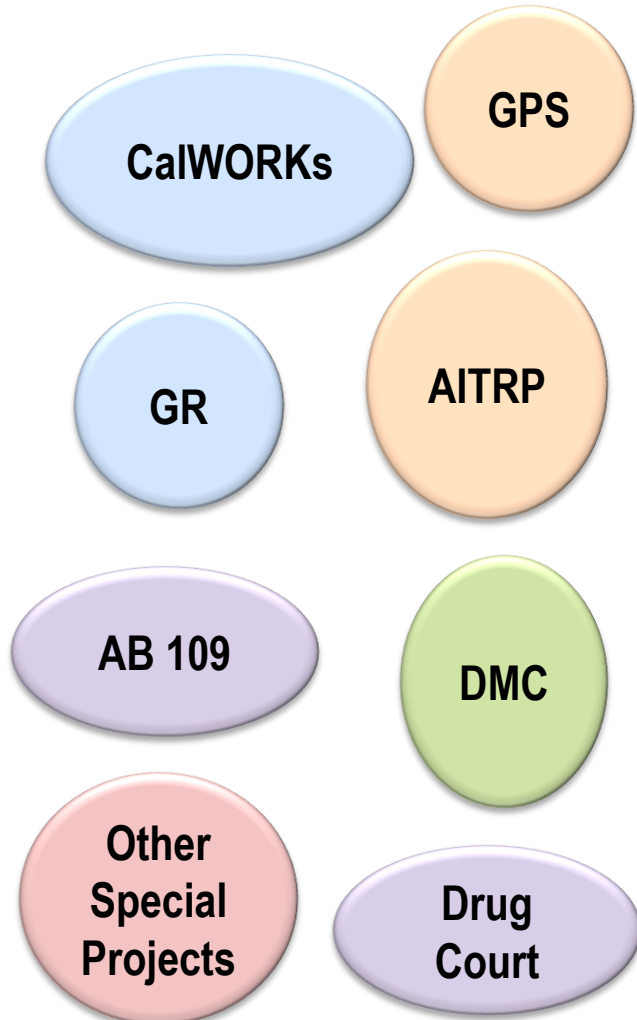 GPS
CalWORKs
AITRP
GR
AB 109
DMC
Other
Special
Projects
Drug
Court